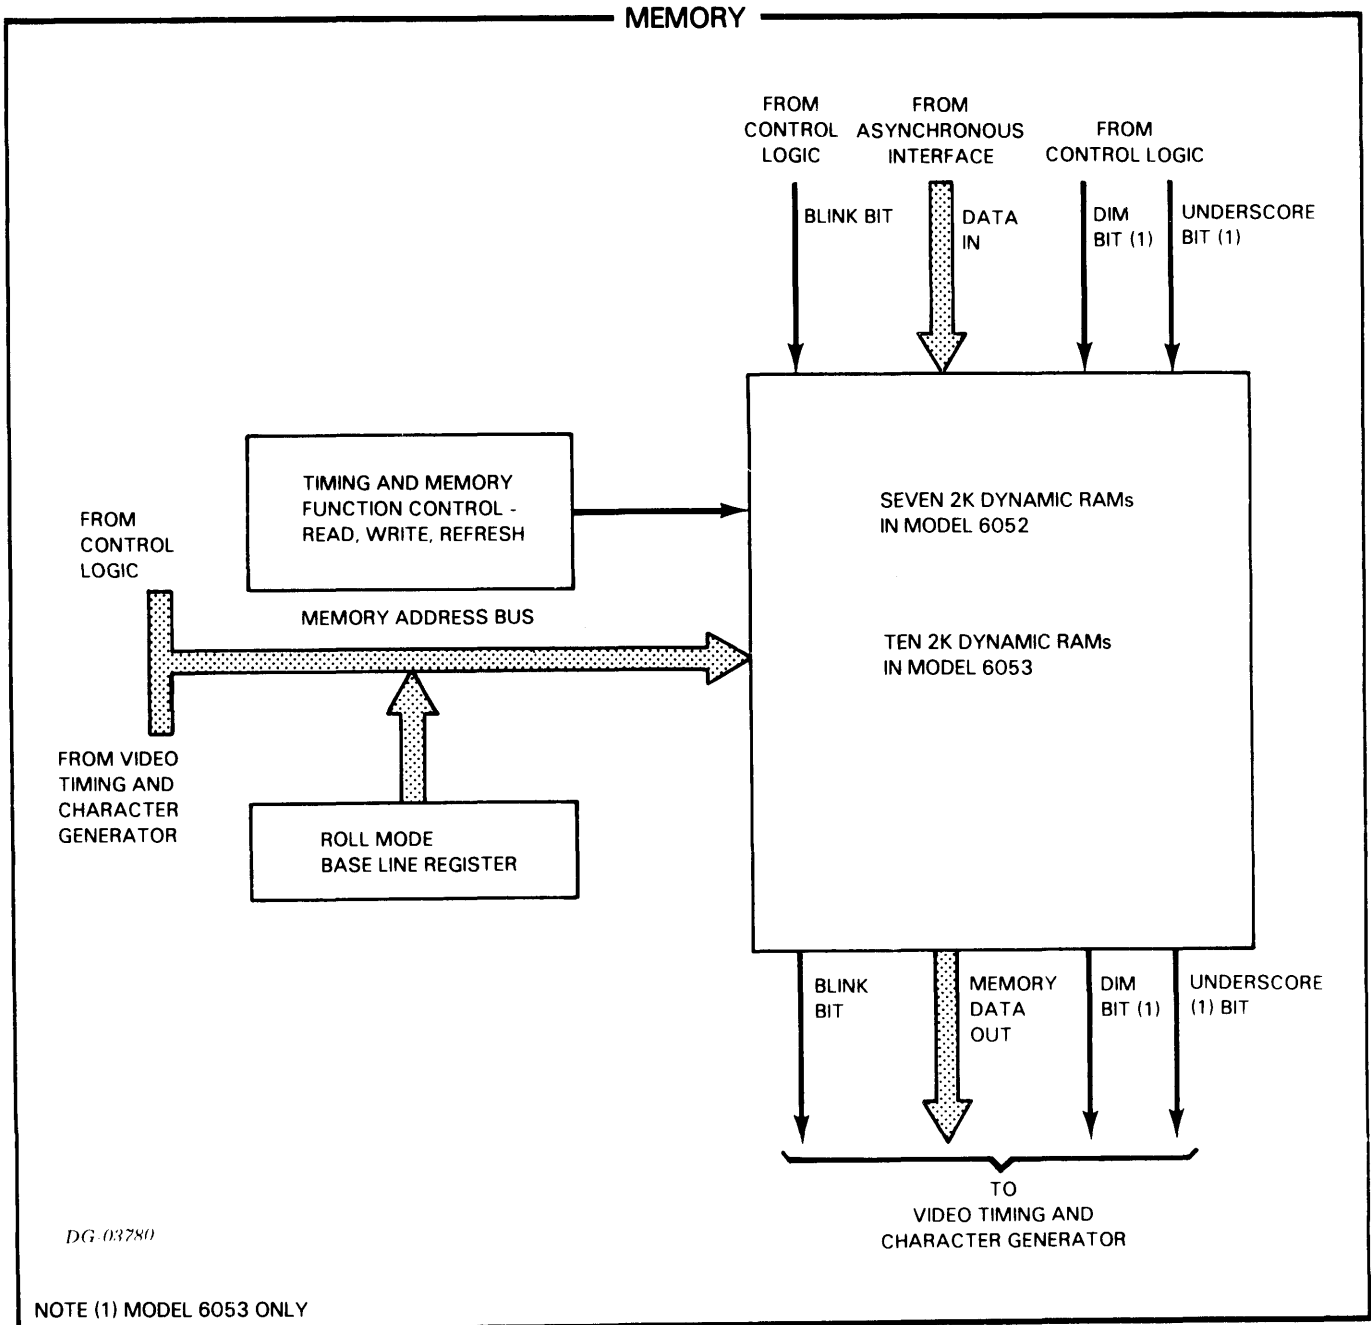 MEMORY
FROM
CONTROL
LOGIC
FROM
ASYNCHRONOUS
INTERFACE
FROM
CONTROL LOGIC
BLINK BIT
DATA
IN
DIM
BIT (1)
UNDERSCORE
BIT (1)
TIMING AND MEMORY
FUNCTION CONTROL -
READ, WRITE, REFRESH
SEVEN 2K DYNAMIC RAMs
IN MODEL 6052
FROM
CONTROL
LOGIC
MEMORY ADDRESS BUS
TEN 2K DYNAMIC RAMs
IN MODEL 6053
FROM VIDEO
TIMING AND
CHARACTER
GENERATOR
ROLL MODE
BASE LINE REGISTER
BLINK
BIT
MEMORY
DATA
OUT
DIM
BIT (1)
UNDERSCORE
(1) BIT
TO
VIDEO TIMING AND
CHARACTER GENERATOR
DG-03780
NOTE (1) MODEL 6053 ONLY